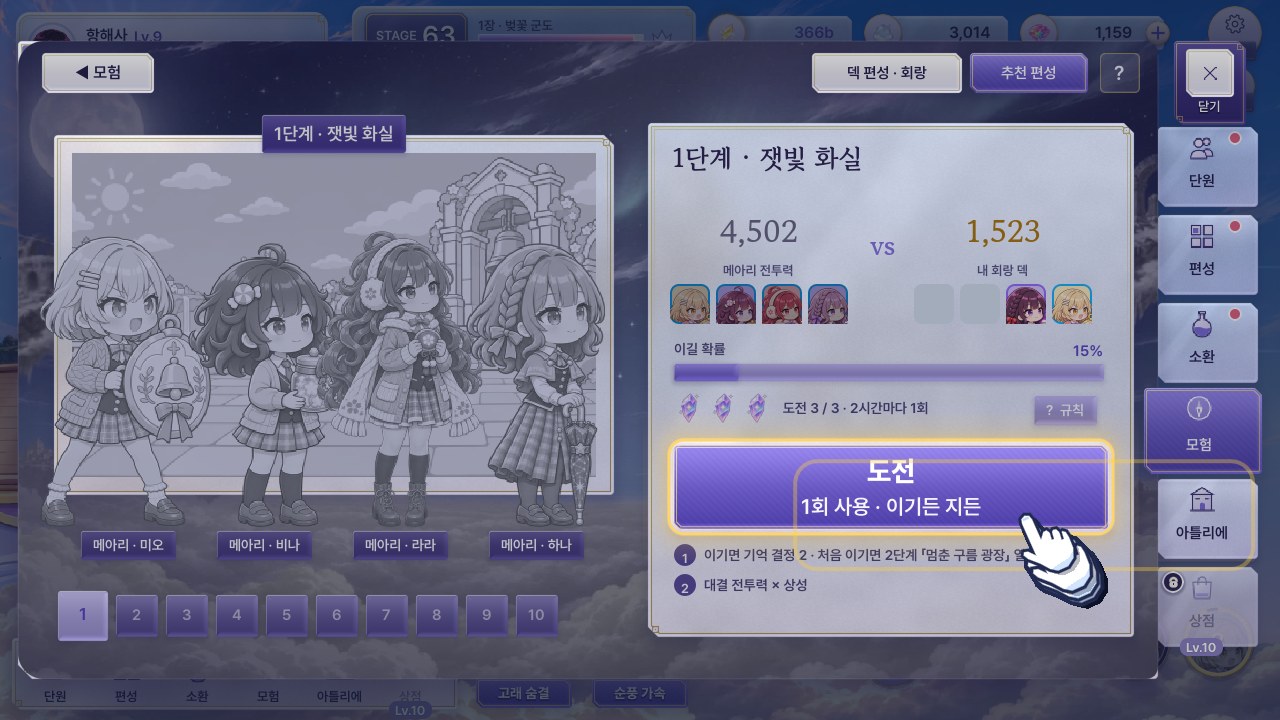 항해사 Lv.9
STAGE 63
1장 · 벚꽃 군도
366b
3,014
1,159
모험
덱 편성 · 회랑
추천 편성
?
닫기
1단계 · 잿빛 화실
1단계 · 잿빛 화실
4,502
VS
1,523
메아리 전투력
내 회랑 덱
이길 확률
15%
도전 3 / 3 · 2시간마다 1회
? 규칙
도전
1회 사용 · 이기든 지든
1 이기면 기억 결정 2 · 처음 이기면 2단계 「멈춘 구름 광장」
2 대결 전투력 × 상성
메아리 · 미오
메아리 · 비나
메아리 · 라라
메아리 · 하나
1 2 3 4 5 6 7 8 9 10
단원
편성
소환
모험
아틀리에
상점
Lv.10
단원
편성
소환
모험
아틀리에
상점
Lv.10
고래 숨결
순풍 가속